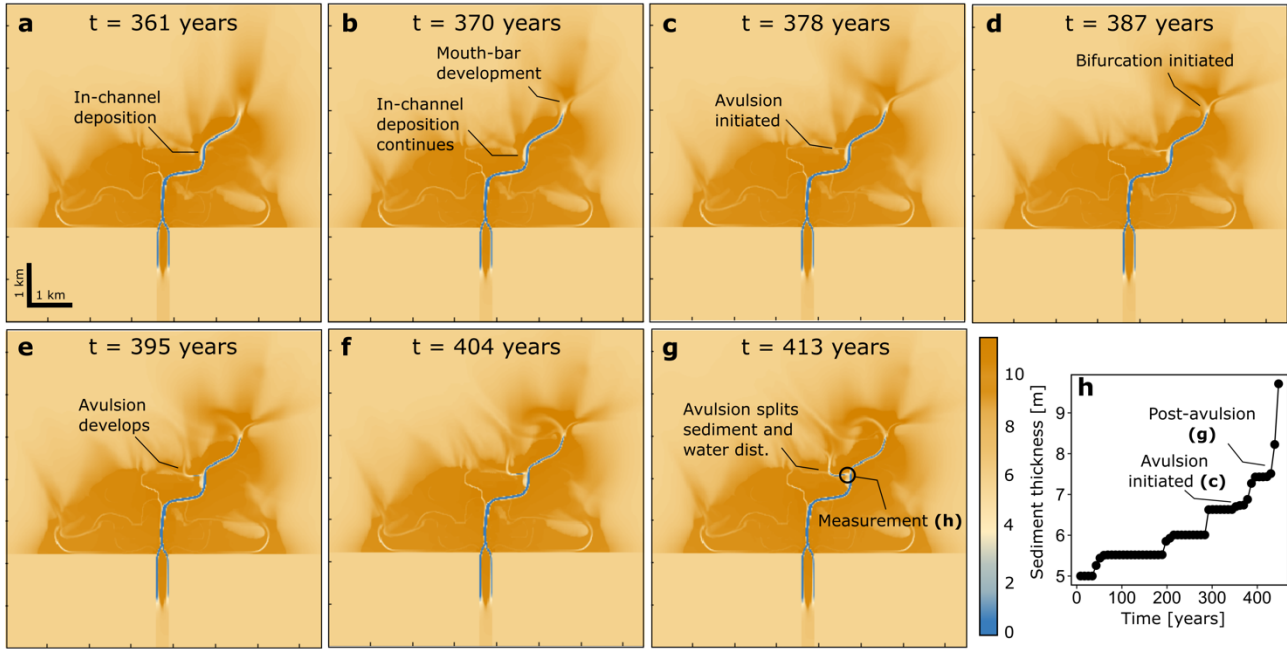 a
t = 361 years
In-channel
deposition
1 km
1 km
b
t = 370 years
Mouth-bar
development
In-channel
deposition
continues
c
t = 378 years
Avulsion
initiated
d
t = 387 years
Bifurcation initiated
e
t = 395 years
Avulsion
develops
f
t = 404 years
g
t = 413 years
Avulsion splits
sediment and
water dist.
Measurement (h)
10
8
6
4
2
0
h
Sediment thickness [m]
9
8
7
6
5
Post-avulsion
(g)
Avulsion
initiated (c)
0 100 200 300 400
Time [years]